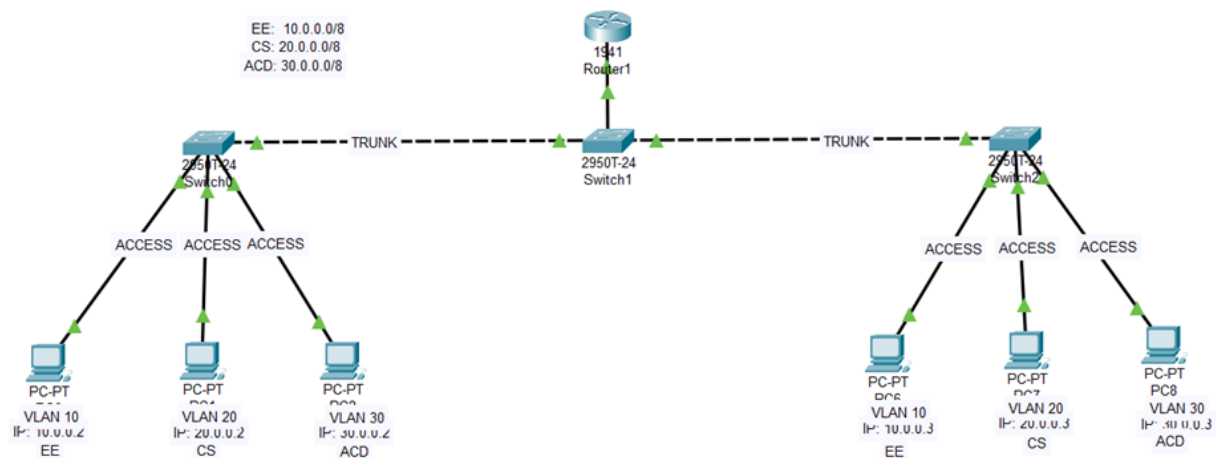 EE: 10.0.0.0/8
CS: 20.0.0.0/8
ACD: 30.0.0.0/8
1941
Router1
TRUNK
TRUNK
2950T-24
Switch0
2950T-24
Switch1
2950T-24
Switch2
ACCESS
ACCESS
ACCESS
ACCESS
ACCESS
ACCESS
PC-PT
VLAN 10
IP: 10.0.0.2
EE
PC-PT
VLAN 20
IP: 20.0.0.2
CS
PC-PT
VLAN 30
IP: 30.0.0.2
ACD
PC-PT
VLAN 10
IP: 10.0.0.3
EE
PC-PT
PC7
VLAN 20
IP: 20.0.0.3
CS
PC-PT
PC8
VLAN 30
IP: 30.0.0.3
ACD